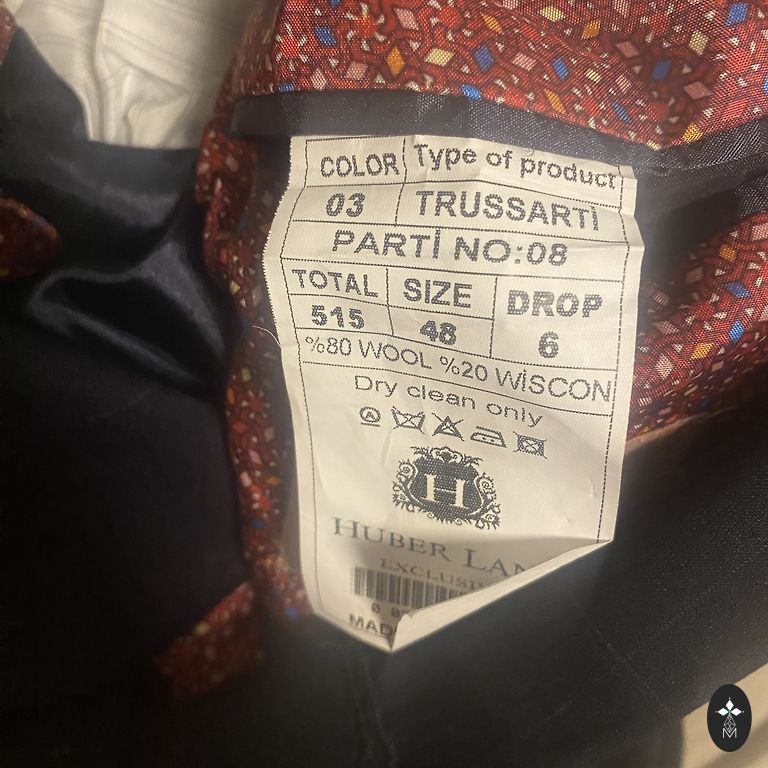 COLOR Type of product
03 TRUSSARTİ
PARTİ NO:08
TOTAL SIZE DROP
515 48 6
%80 WOOL %20 WİSCON
Dry clean only
A
H
HUBER
M